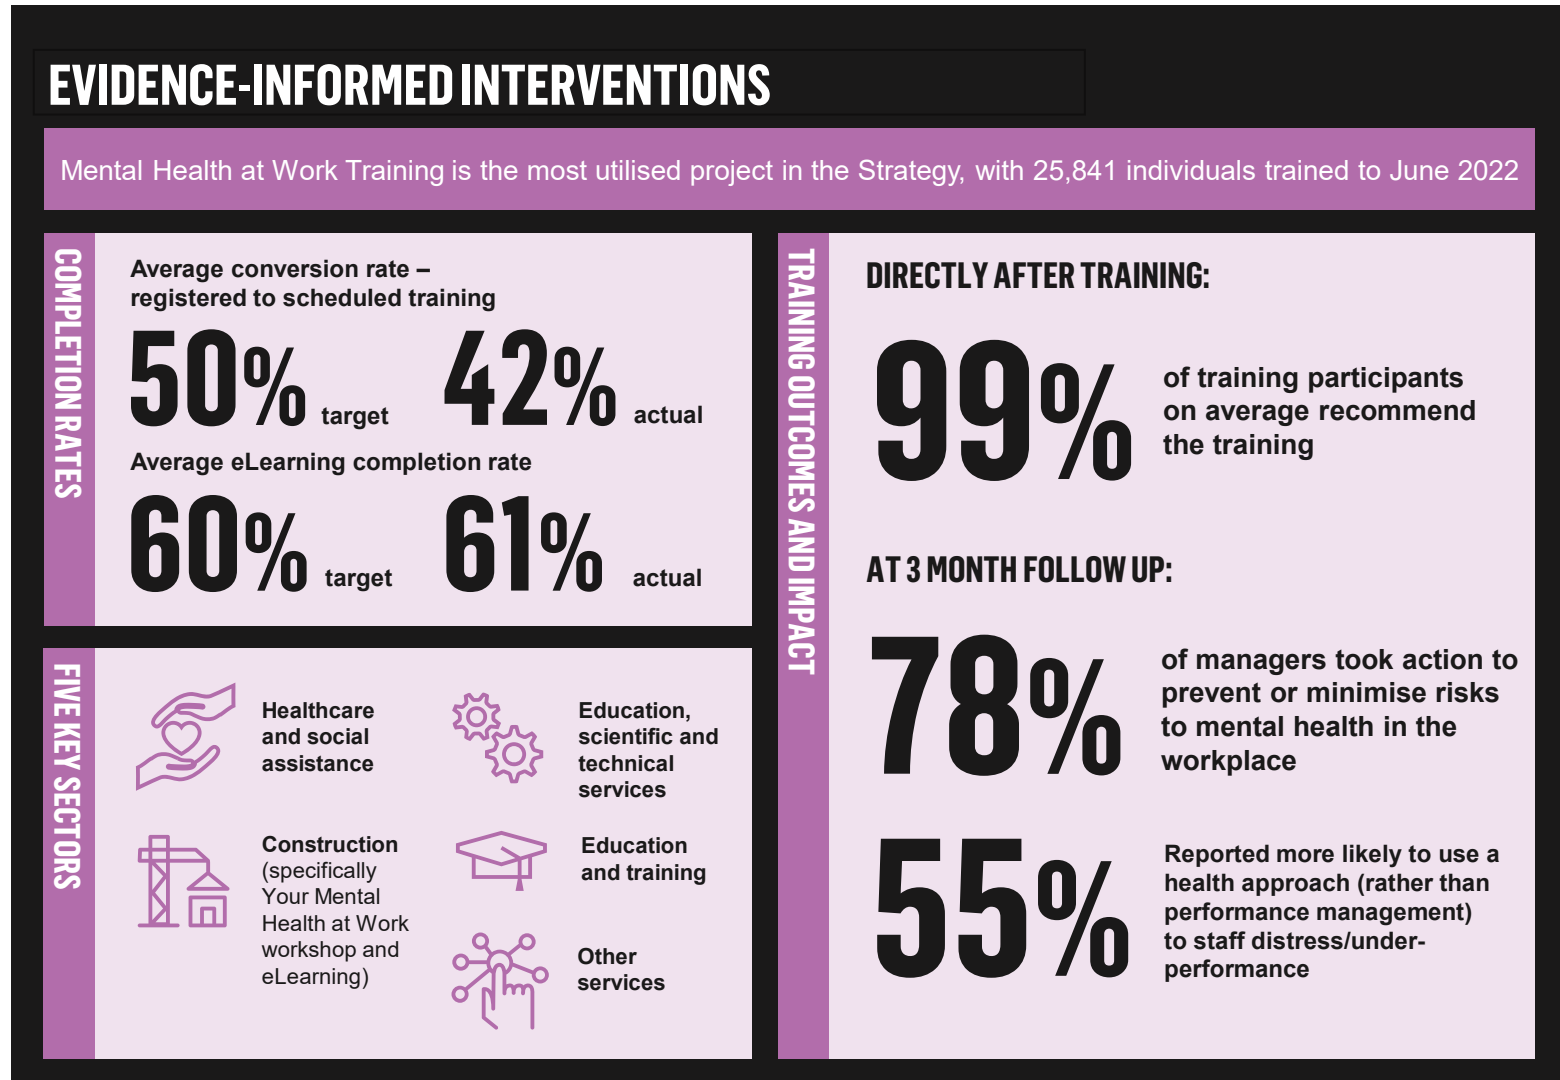 EVIDENCE-INFORMED INTERVENTIONS
Mental Health at Work Training is the most utilised project in the Strategy, with 25,841 individuals trained to June 2022
COMPLETION RATES
Average conversion rate –
registered to scheduled training
50% target 42% actual
Average eLearning completion rate
60% target 61% actual
FIVE KEY SECTORS
Healthcare
and social
assistance
Education,
scientific and
technical
services
Construction
(specifically
Your Mental
Health at Work
workshop and
eLearning)
Education
and training
Other
services
TRAINING OUTCOMES AND IMPACT
DIRECTLY AFTER TRAINING:
99%
of training participants
on average recommend
the training
AT 3 MONTH FOLLOW UP:
78%
of managers took action to
prevent or minimise risks
to mental health in the
workplace
55%
Reported more likely to use a
health approach (rather than
performance management)
to staff distress/under-
performance